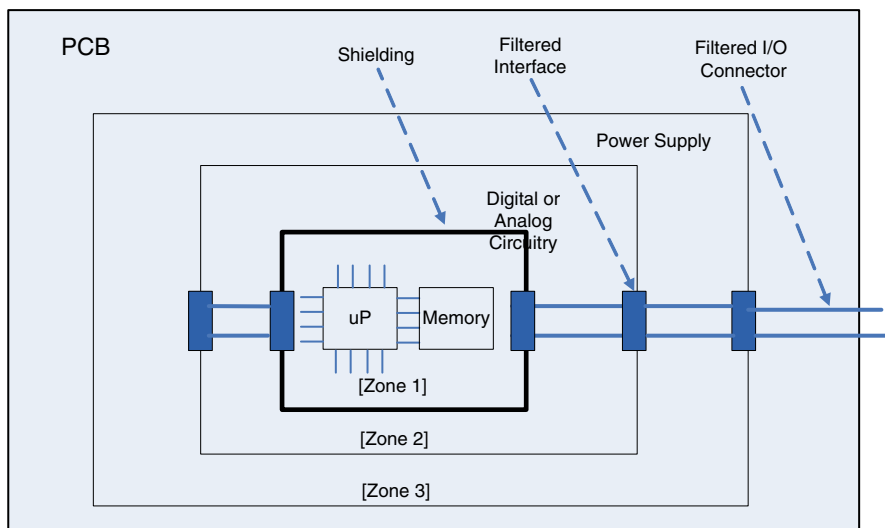 PCB
Shielding
Filtered
Interface
Filtered I/O
Connector
Power Supply
Digital or
Analog
Circuitry
uP
Memory
[Zone 1]
[Zone 2]
[Zone 3]